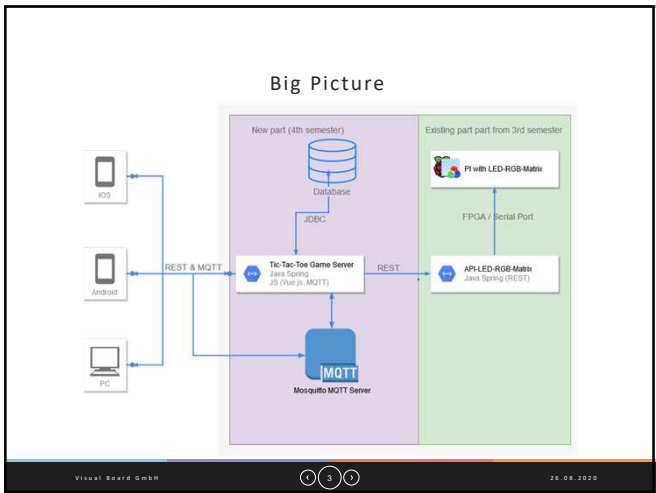 Big Picture
New part (4th semester)
Existing part part from 3rd semester
Database
PI with LED-RGB-Matrix
iOS
JDBC
FPGA / Serial Port
REST & MQTT
Tic-Tac-Toe Game Server
Java Spring
JS (Vue.js, MQTT)
REST
API-LED-RGB-Matrix
Java Spring (REST)
Android
MQTT
Mosquitto MQTT Server
PC
Visual Board GmbH
3
26.08.2020